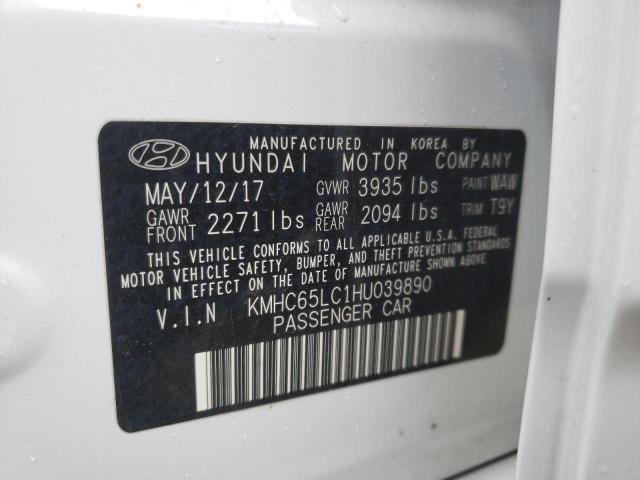 MANUFACTURED IN KOREA BY
HYUNDAI MOTOR COMPANY
MAY/12/17 GVWR 3935 lbs PAINT WAW
GAWR FRONT 2271 lbs GAWR REAR 2094 lbs TRIM T9Y
THIS VEHICLE CONFORMS TO ALL APPLICABLE U.S.A. FEDERAL
MOTOR VEHICLE SAFETY, BUMPER, AND THEFT PREVENTION STANDARDS
IN EFFECT ON THE DATE OF MANUFACTURE SHOWN ABOVE.
V.I.N KMHC65LC1HU039890
PASSENGER CAR